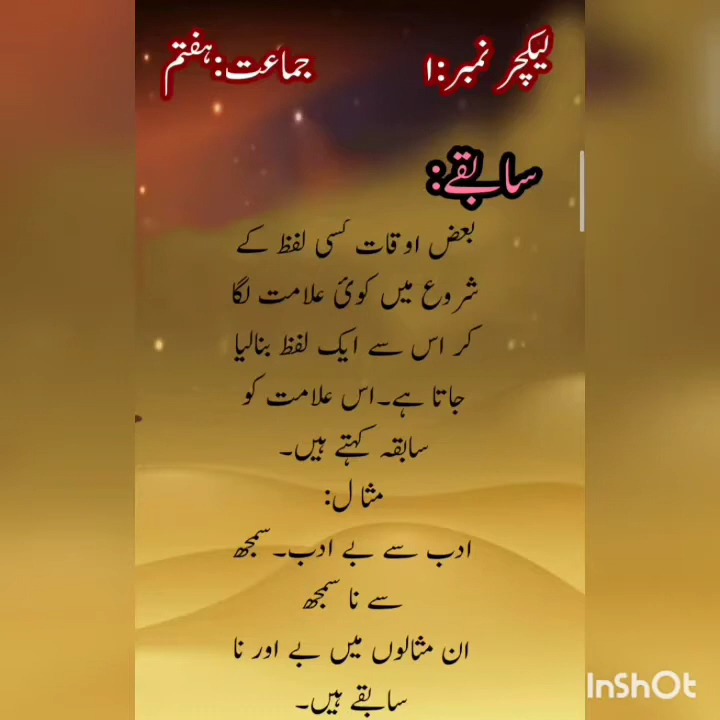 لیکچر نمبر:۱ جماعت:ہفتم
سابقے:
بعض اوقات کسی لفظ کے
شروع میں کوئ علامت لگا
کر اس سے ایک لفظ بنالیا
جاتا ہے۔اس علامت کو
سابقہ کہتے ہیں۔
مثال:
ادب سے بے ادب۔سمجھ
سے نا سمجھ
ان مثالوں میں بے اور نا
سابقے ہیں۔
InShOt